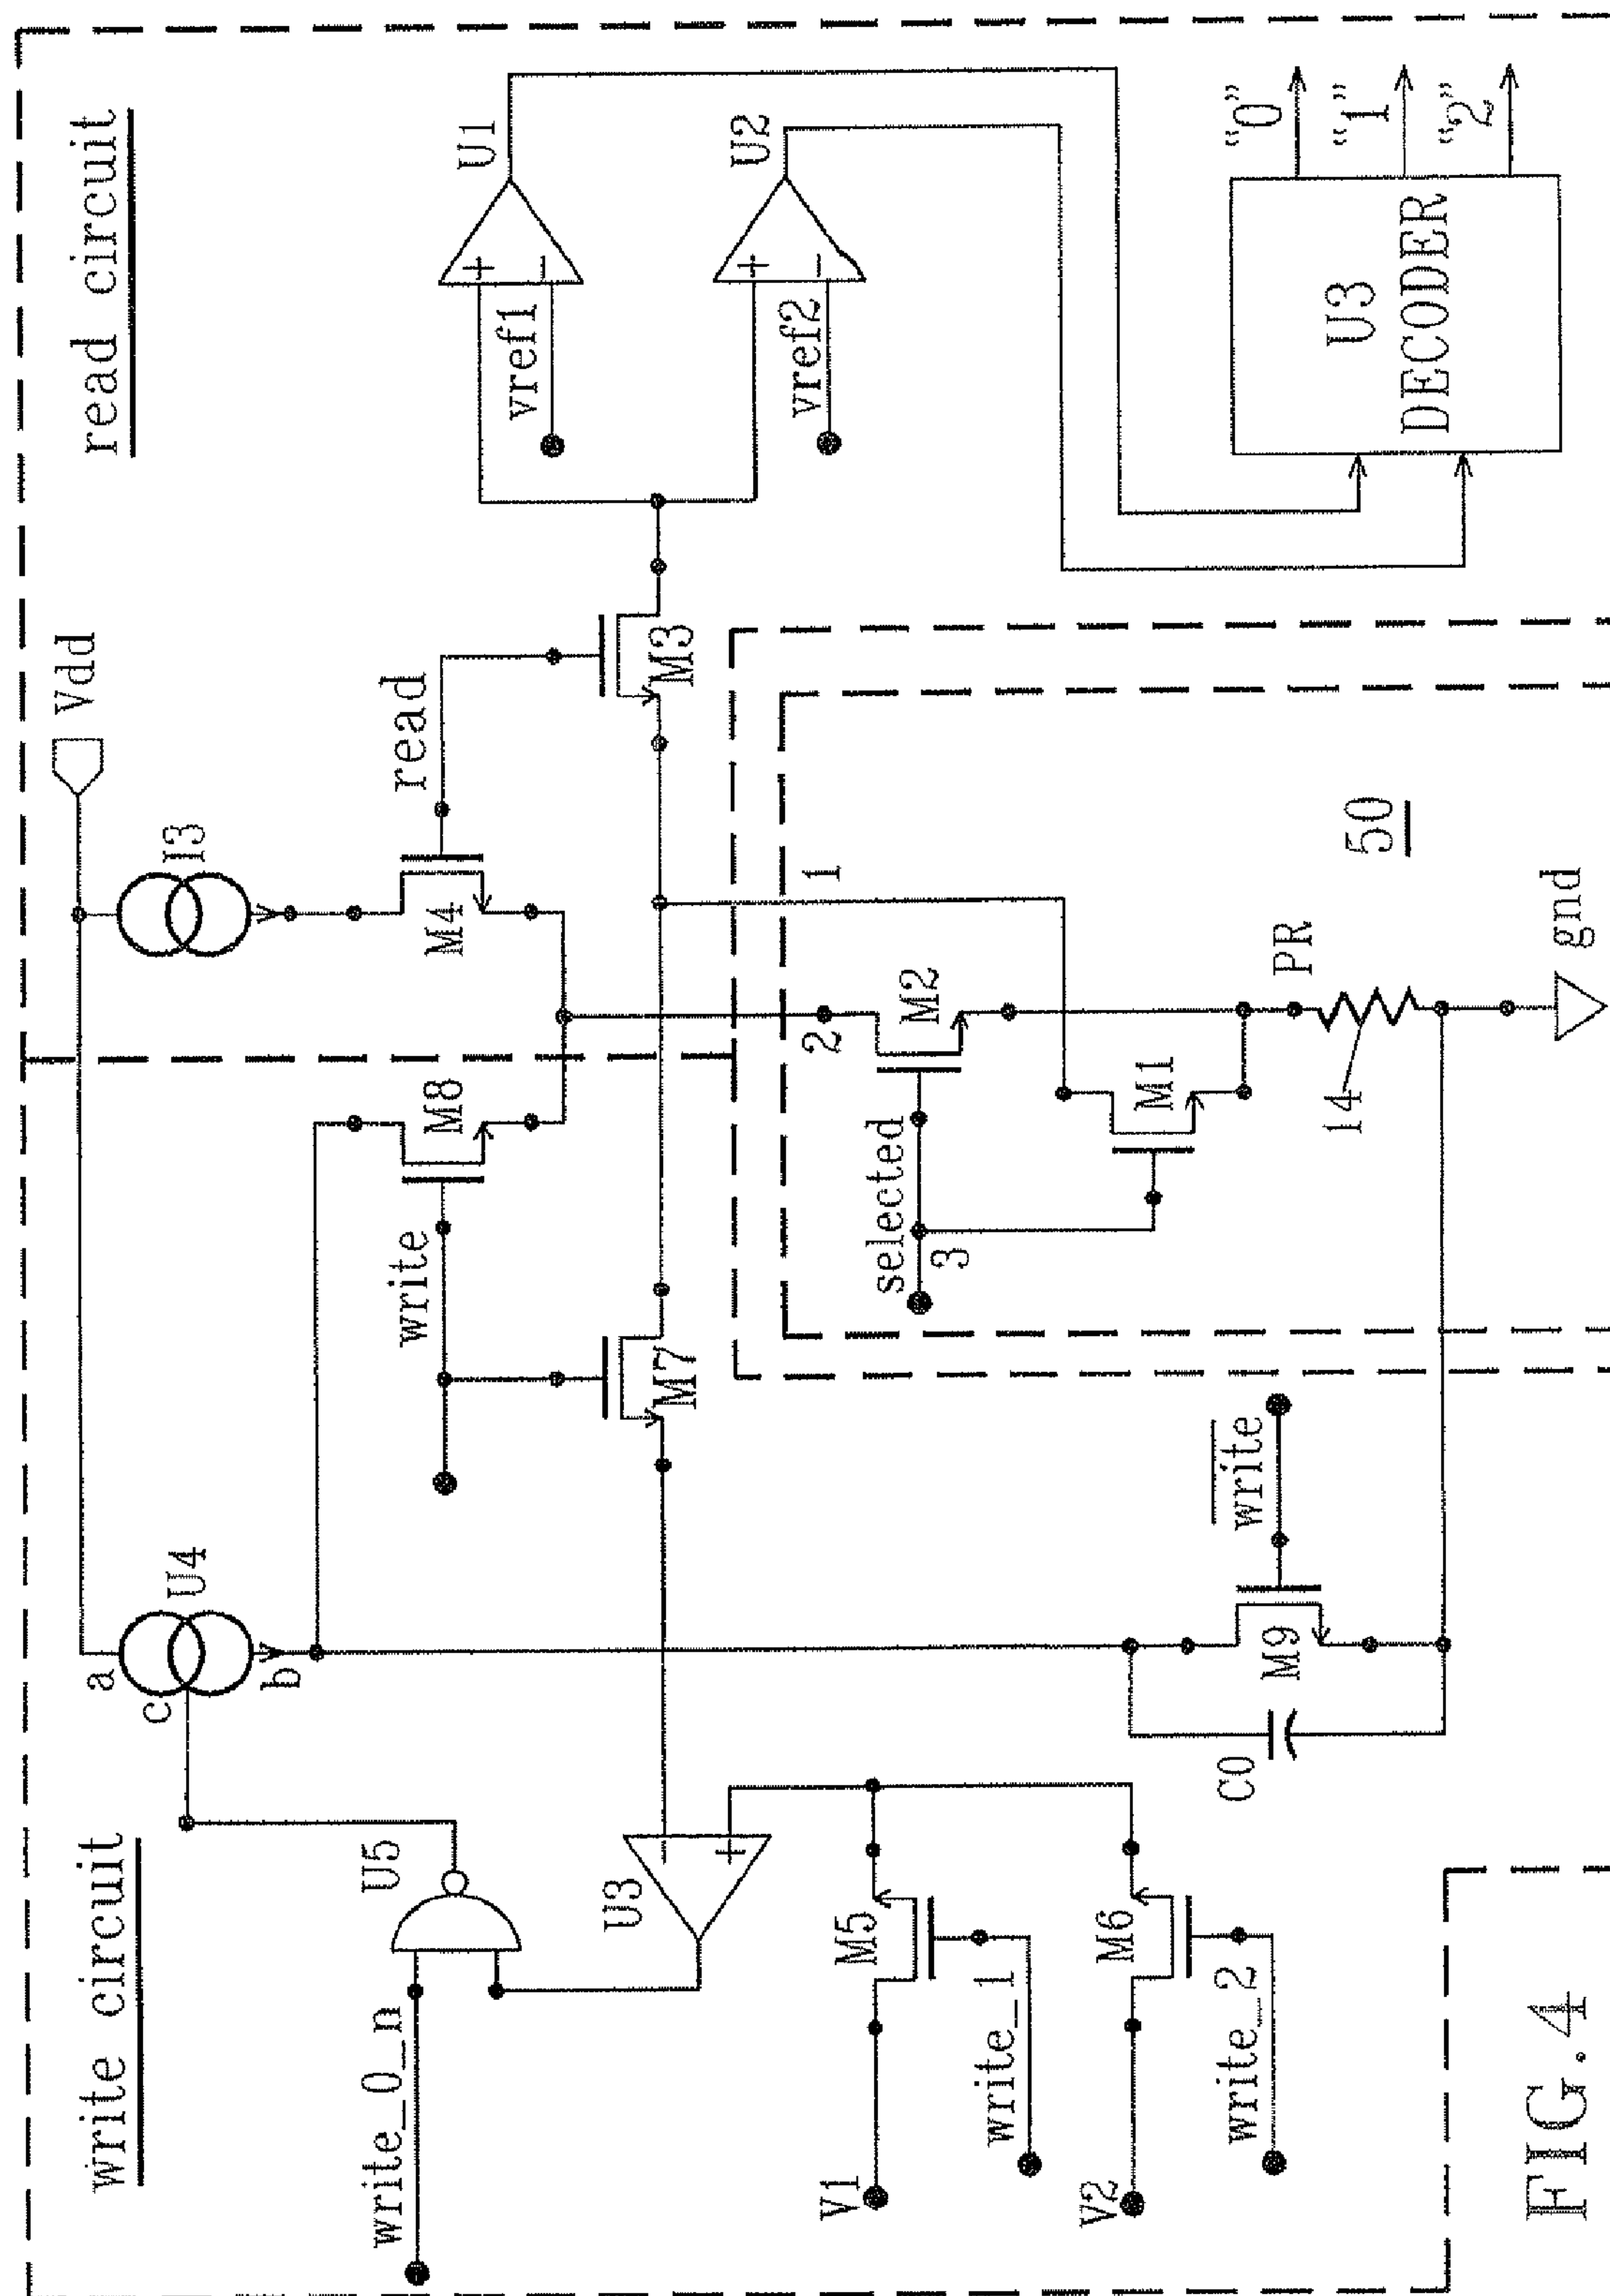 write circuit
read circuit
Vdd
a
c
b
U4
I3
U5
write_0_n
write
M8
M4
read
U1
+
−
vref1
U2
+
−
vref2
U3
−
+
M7
M3
V1
M5
write_1
V2
M6
write_2
selected
3
2
1
M2
M1
50
PR
14
gnd
C0
M9
write
U3
DECODER
“0”
“1”
“2”
FIG.4